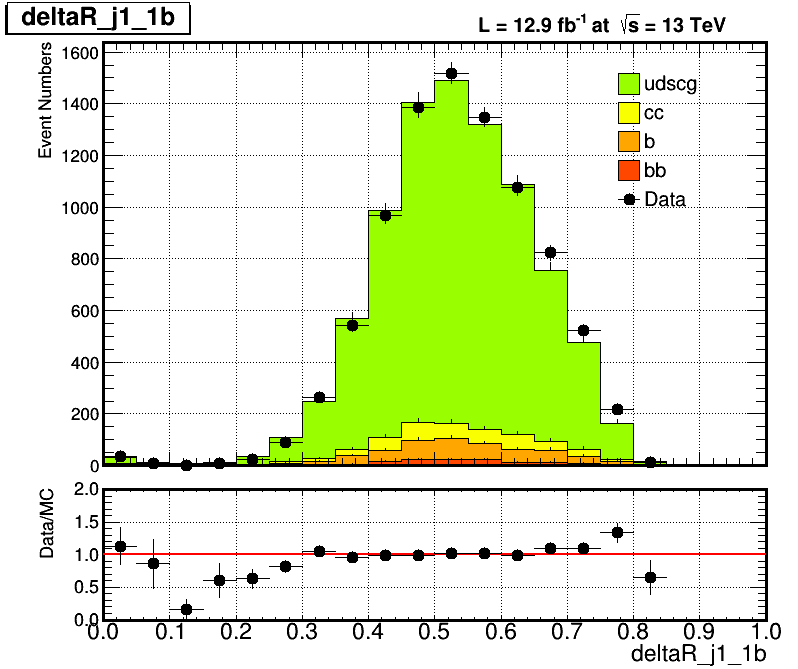 deltaR_j1_1b
L = 12.9 fb⁻¹ at √s = 13 TeV
Event Numbers
1600
1400
1200
1000
800
600
400
200
0
udscg
cc
b
bb
Data
Data/MC
2.0
1.5
1.0
0.5
0.0
0.0 0.1 0.2 0.3 0.4 0.5 0.6 0.7 0.8 0.9 1.0
deltaR_j1_1b